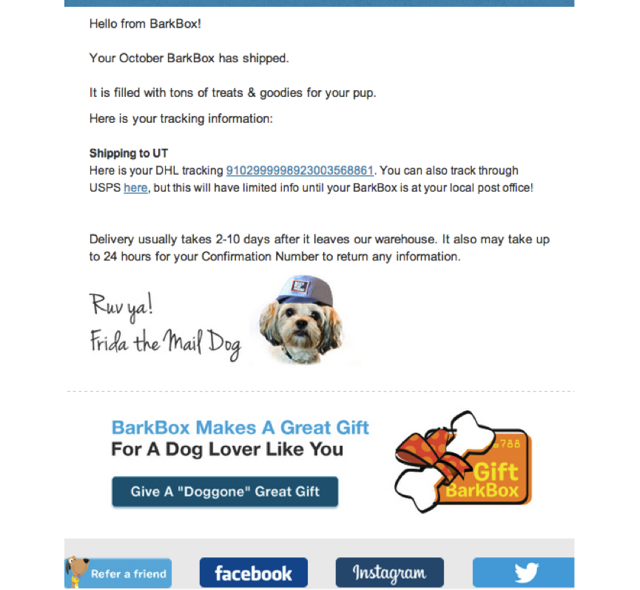 Hello from BarkBox!
Your October BarkBox has shipped.
It is filled with tons of treats & goodies for your pup.
Here is your tracking information:
Shipping to UT
Here is your DHL tracking 9102999998923003568861. You can also track through
USPS here, but this will have limited info until your BarkBox is at your local post office!
Delivery usually takes 2-10 days after it leaves our warehouse. It also may take up
to 24 hours for your Confirmation Number to return any information.
Ruv ya!
Frida the Mail Dog
BarkBox Makes A Great Gift
For A Dog Lover Like You
Give A "Doggone" Great Gift
788
Gift
BarkBox
Refer a friend
facebook
Instagram